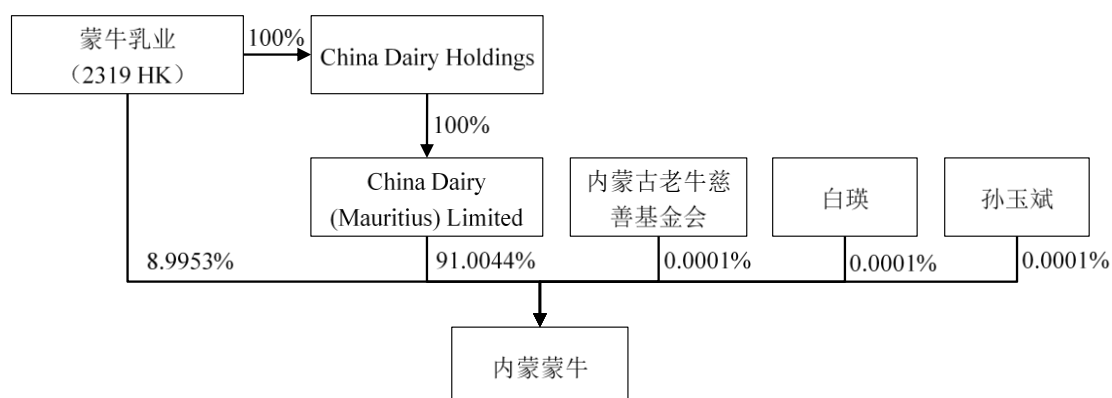 蒙牛乳业
（2319 HK）
100%
China Dairy Holdings
100%
China Dairy
(Mauritius) Limited
内蒙古老牛慈
善基金会
白瑛
孙玉斌
8.9953%
91.0044%
0.0001%
0.0001%
0.0001%
内蒙蒙牛